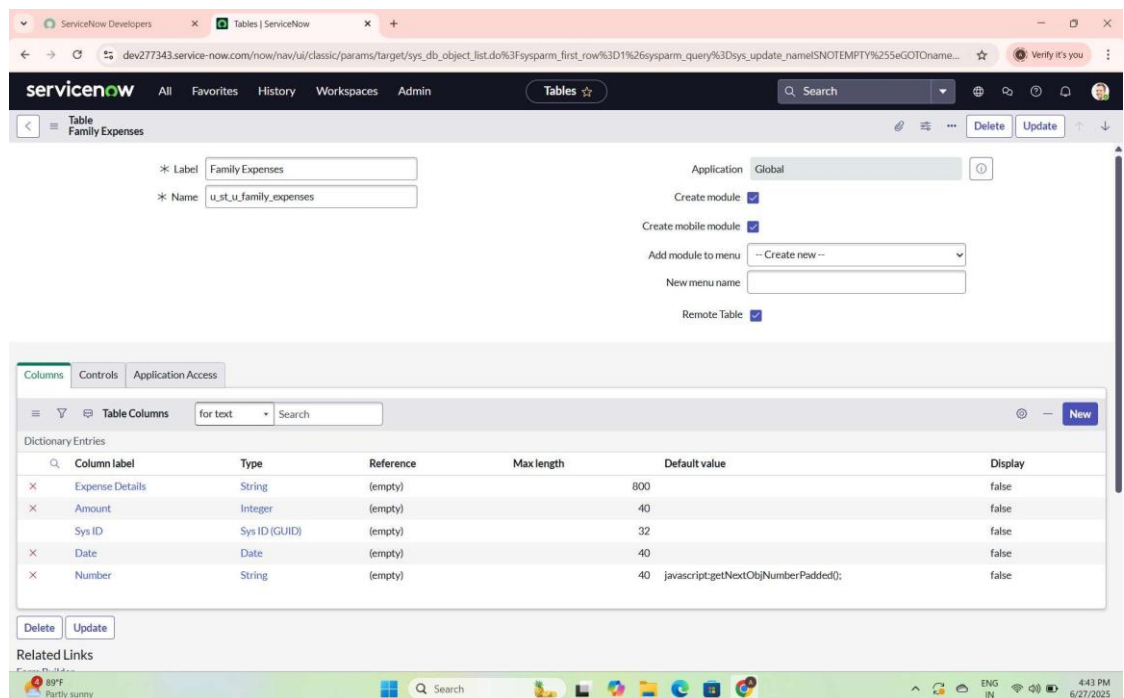 ServiceNow Developers
Tables | ServiceNow
dev277343.service-now.com/now/nav/ui/classic/params/target/sys_db_object_list.do%3Fsysparm_first_row%3D1%26sysparm_query%3Dsys_update_nameISNOTEMPTY%255eGOTOname...
Verify it's you
servicenow All Favorites History Workspaces Admin Tables Search
Table
Family Expenses
Delete Update
Label Family Expenses Application Global
Name u_st_u_family_expenses Create module
Create mobile module
Add module to menu -- Create new --
New menu name
Remote Table
Columns Controls Application Access
Table Columns for text Search New
Dictionary Entries
Column label Type Reference Max length Default value Display
Expense Details String (empty) 800 false
Amount Integer (empty) 40 false
Sys ID Sys ID (GUID) (empty) 32 false
Date Date (empty) 40 false
Number String (empty) 40 javascript:getNextObjNumberPadded(); false
Delete Update
Related Links
Form Builder
4 89°F
Partly sunny
Search
ENG
IN
4:43 PM
6/27/2025